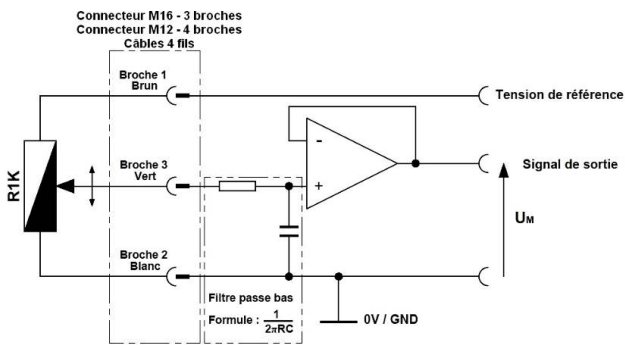 Connecteur M16 - 3 broches
Connecteur M12 - 4 broches
Câbles 4 fils
Broche 1
Brun
Tension de référence
-
Broche 3
Vert
Signal de sortie
+
R1K
UM
Broche 2
Blanc
Filtre passe bas
Formule : 1
2πRC
0V / GND